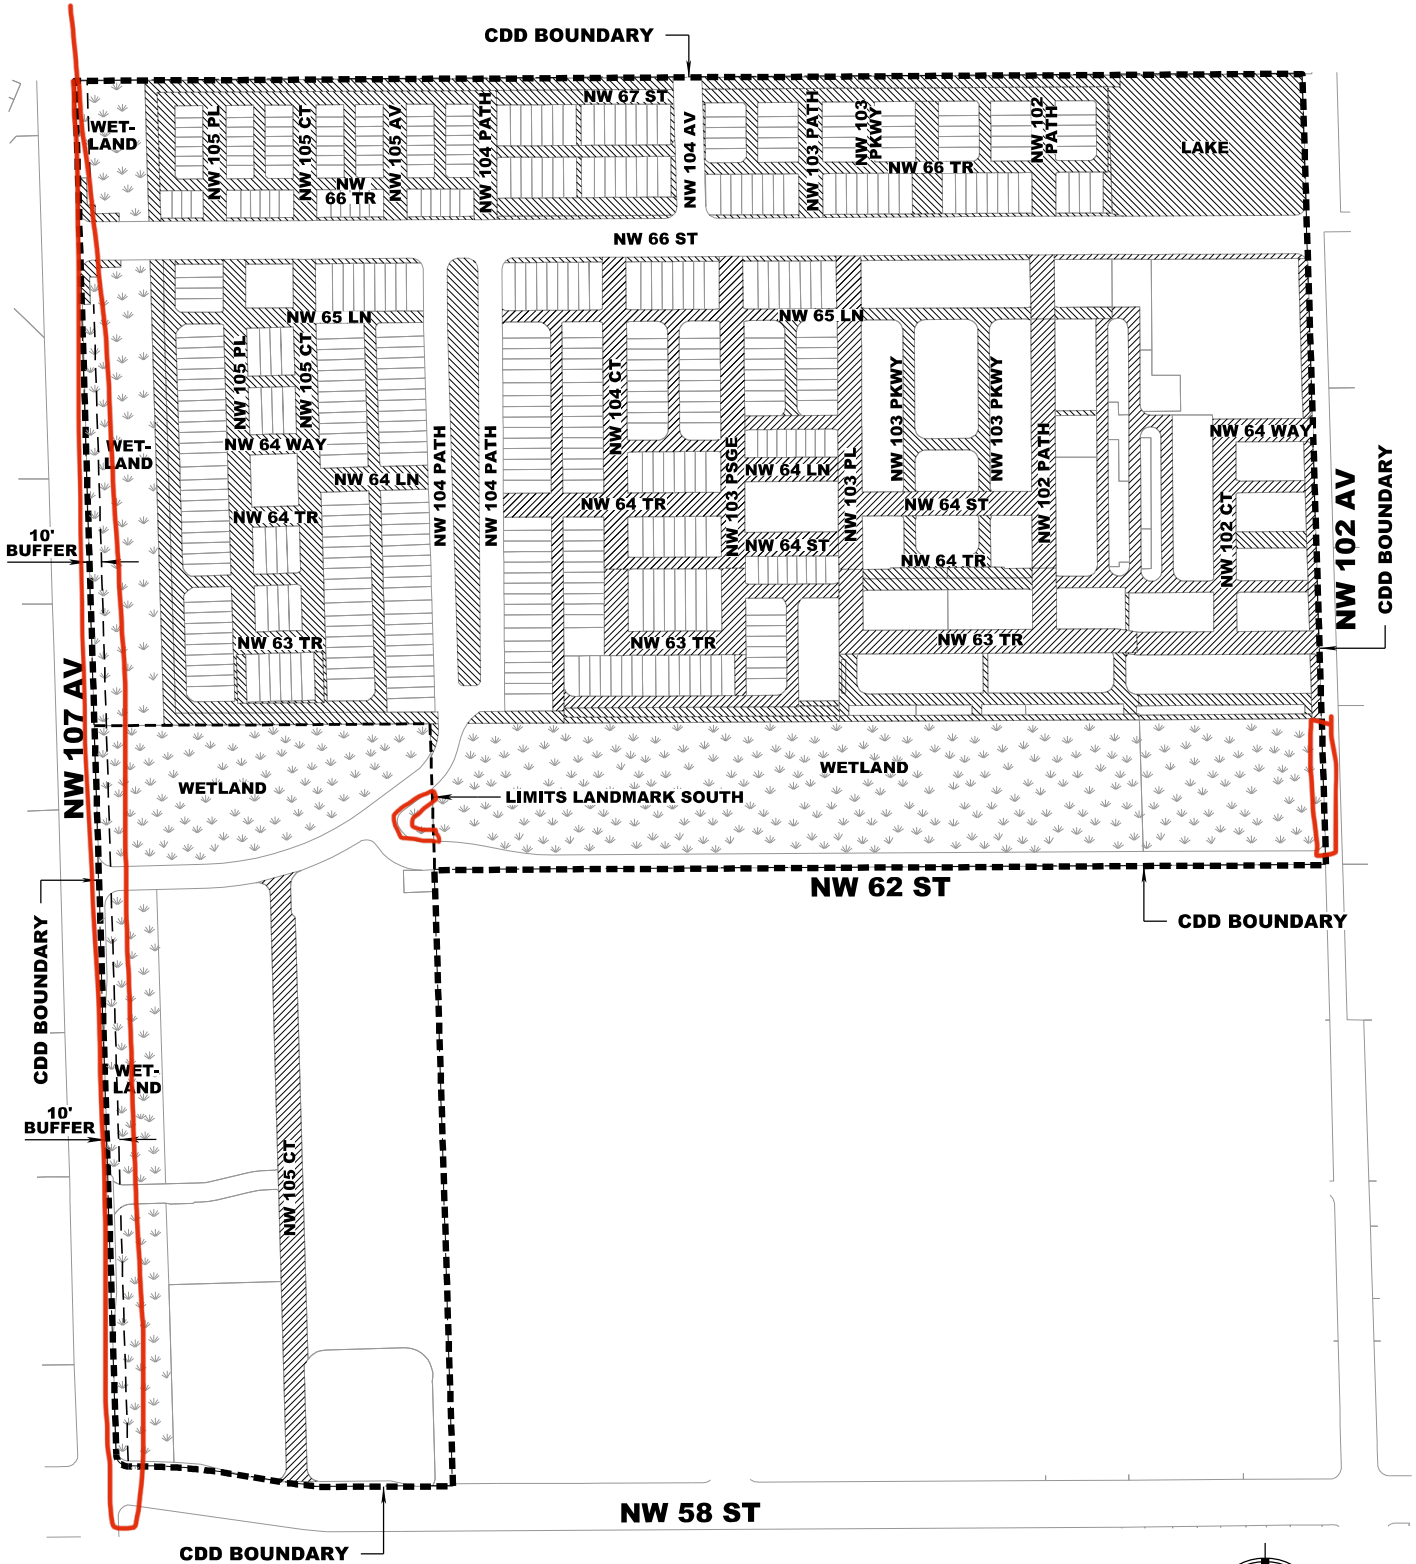 CDD BOUNDARY
NW 67 ST
WET-
LAND
NW 105 PL
NW 105 CT
NW 105 AV
NW 104 PATH
NW 104 AV
NW 103 PATH
NW 103
PKWY
NW 102
PATH
LAKE
NW
66 TR
NW 66 TR
NW 66 ST
NW 65 LN
NW 65 LN
NW 105 PL
NW 105 CT
NW 104 CT
NW 103 PKWY
NW 103 PKWY
WET-
LAND
NW 64 WAY
NW 64 WAY
NW 104 PATH
NW 104 PATH
NW 103 PSGE
NW 103 PL
NW 102 PATH
NW 64 LN
NW 64 LN
NW 64 TR
NW 64 TR
NW 64 ST
NW 102 CT
NW 102 AV
CDD BOUNDARY
10'
BUFFER
NW 64 ST
NW 64 TR
NW 63 TR
NW 63 TR
NW 63 TR
NW 107 AV
WETLAND
WETLAND
LIMITS LANDMARK SOUTH
NW 62 ST
CDD BOUNDARY
CDD BOUNDARY
WET-
LAND
10'
BUFFER
NW 105 CT
NW 58 ST
CDD BOUNDARY